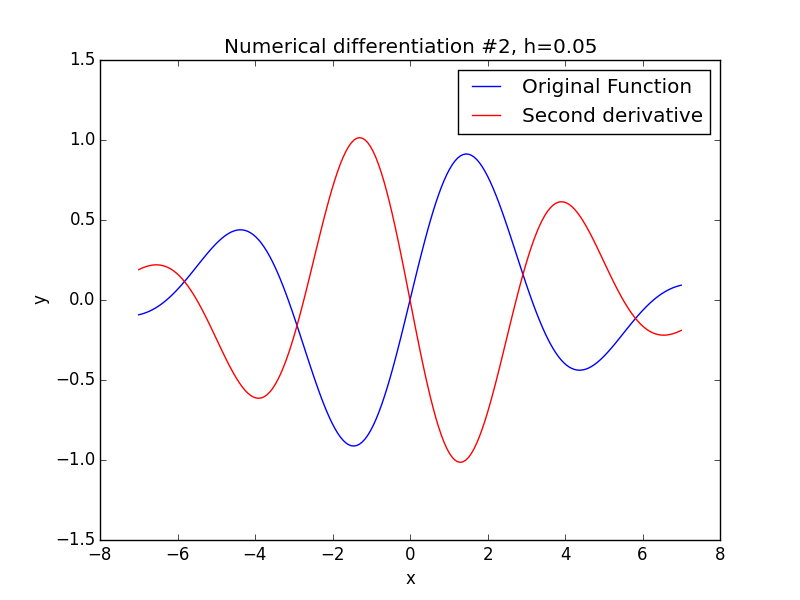 Numerical differentiation #2, h=0.05
Original Function
Second derivative
1.5
1.0
0.5
0.0
−0.5
−1.0
−1.5
y
−8 −6 −4 −2 0 2 4 6 8
x